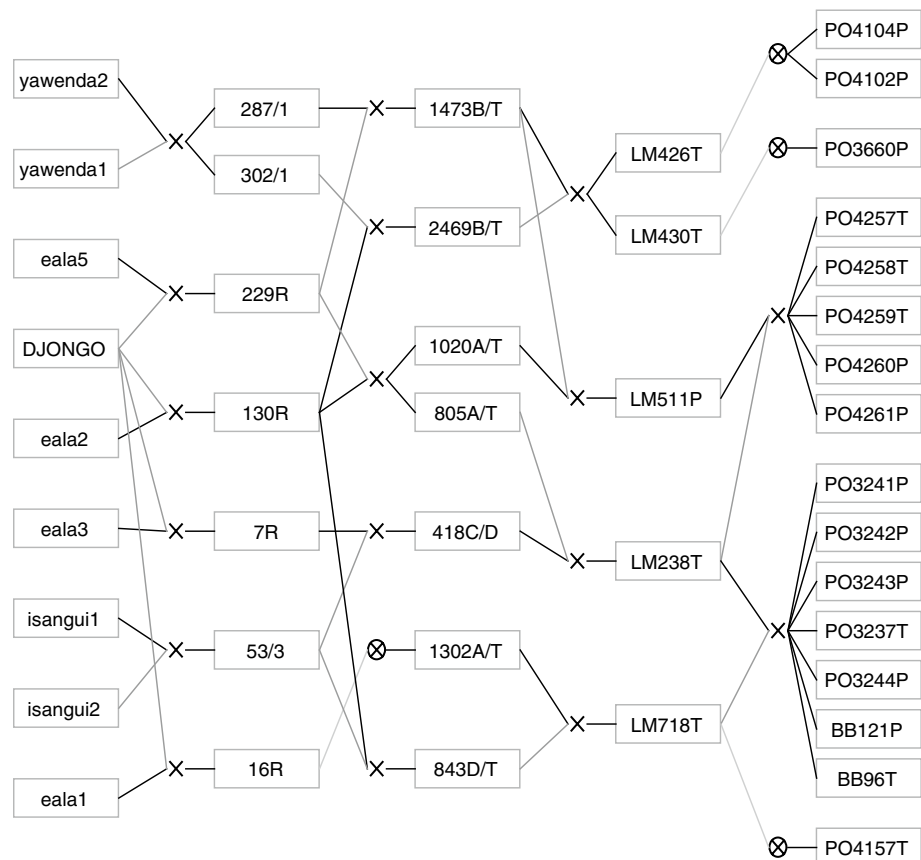 yawenda2
yawenda1
eala5
DJONGO
eala2
eala3
isangui1
isangui2
eala1
287/1
302/1
229R
130R
7R
53/3
16R
1473B/T
2469B/T
1020A/T
805A/T
418C/D
1302A/T
843D/T
LM426T
LM430T
LM511P
LM238T
LM718T
PO4104P
PO4102P
PO3660P
PO4257T
PO4258T
PO4259T
PO4260P
PO4261P
PO3241P
PO3242P
PO3243P
PO3237T
PO3244P
BB121P
BB96T
PO4157T